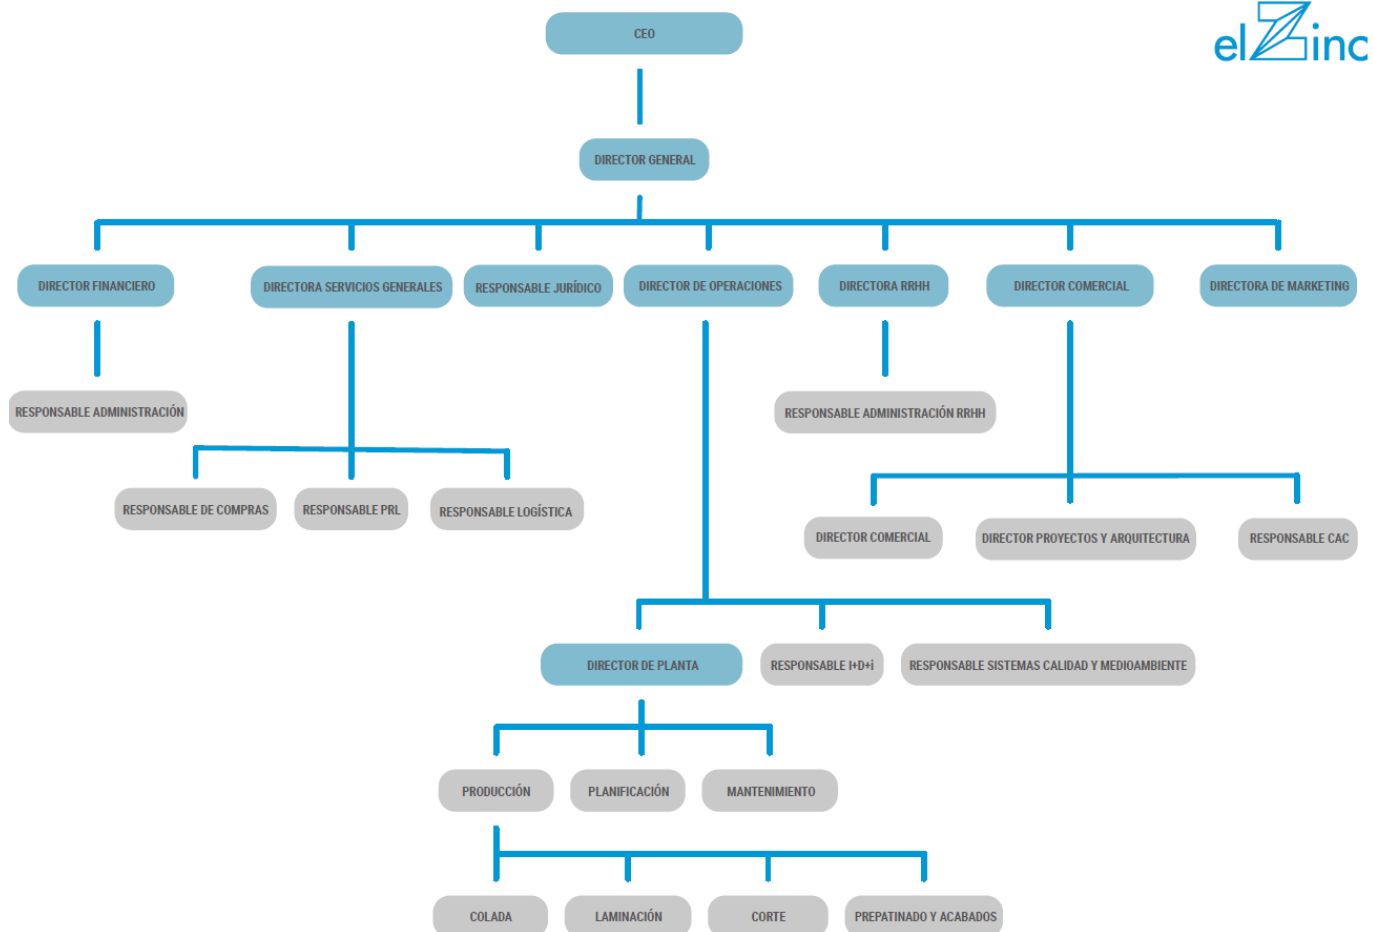 elZinc
CEO
DIRECTOR GENERAL
DIRECTOR FINANCIERO
DIRECTORA SERVICIOS GENERALES
RESPONSABLE JURÍDICO
DIRECTOR DE OPERACIONES
DIRECTORA RRHH
DIRECTOR COMERCIAL
DIRECTORA DE MARKETING
RESPONSABLE ADMINISTRACIÓN
RESPONSABLE ADMINISTRACIÓN RRHH
RESPONSABLE DE COMPRAS
RESPONSABLE PRL
RESPONSABLE LOGÍSTICA
DIRECTOR COMERCIAL
DIRECTOR PROYECTOS Y ARQUITECTURA
RESPONSABLE CAC
DIRECTOR DE PLANTA
RESPONSABLE I+D+i
RESPONSABLE SISTEMAS CALIDAD Y MEDIOAMBIENTE
PRODUCCIÓN
PLANIFICACIÓN
MANTENIMIENTO
COLADA
LAMINACIÓN
CORTE
PREPATINADO Y ACABADOS